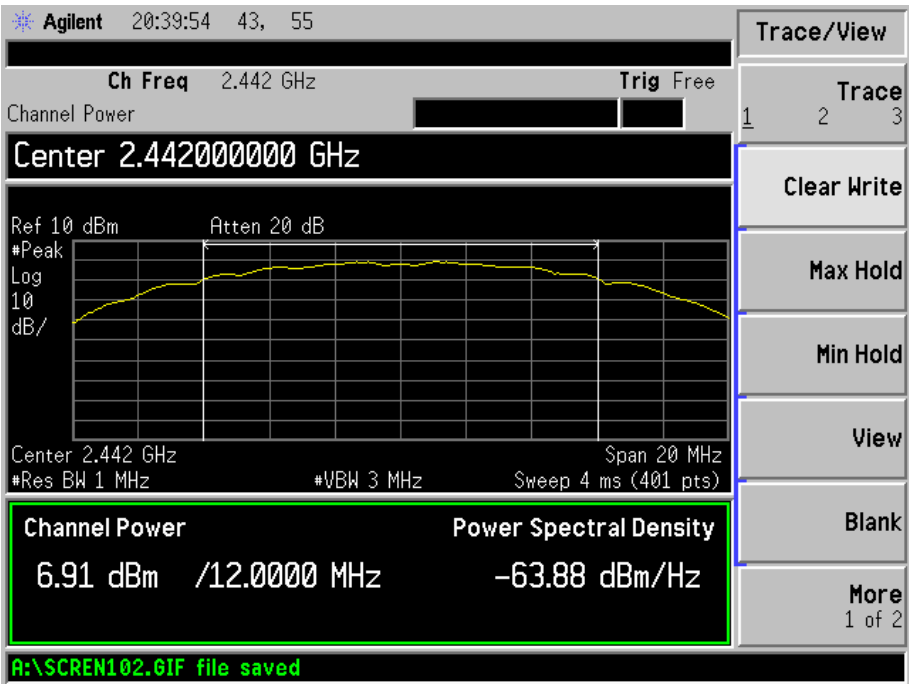 Agilent 20:39:54 43, 55
Ch Freq 2.442 GHz Trig Free
Channel Power
Center 2.442000000 GHz
Ref 10 dBm Atten 20 dB
#Peak
Log
10
dB/
Center 2.442 GHz Span 20 MHz
#Res BW 1 MHz #VBW 3 MHz Sweep 4 ms (401 pts)
Channel Power Power Spectral Density
6.91 dBm /12.0000 MHz -63.88 dBm/Hz
A:\SCREN102.GIF file saved
Trace/View
Trace
1 2 3
Clear Write
Max Hold
Min Hold
View
Blank
More
1 of 2